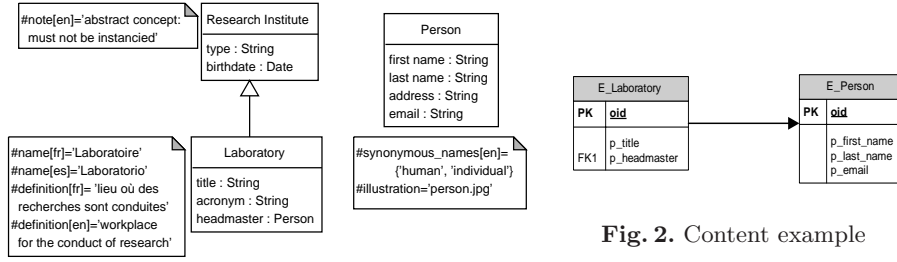 #note[en]='abstract concept:
must not be instancied'
Research Institute
type : String
birthdate : Date
Person
first name : String
last name : String
address : String
email : String
#name[fr]='Laboratoire'
#name[es]='Laboratorio'
#definition[fr]= 'lieu où des
recherches sont conduites'
#definition[en]='workplace
for the conduct of research'
Laboratory
title : String
acronym : String
headmaster : Person
#synonymous_names[en]=
{'human', 'individual'}
#illustration='person.jpg'
E_Laboratory
PK oid
p_title
FK1 p_headmaster
E_Person
PK oid
p_first_name
p_last_name
p_email
Fig. 2. Content example